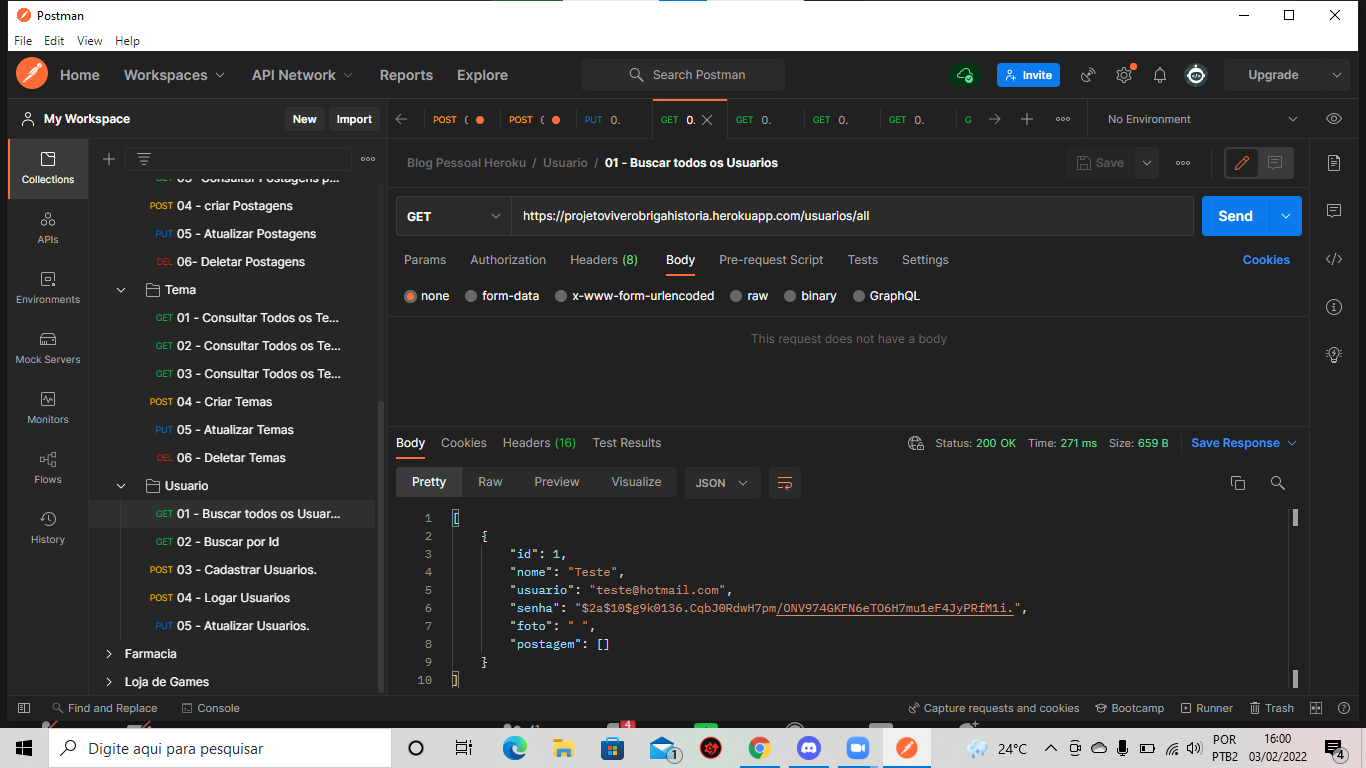 Postman
File Edit View Help
Home Workspaces API Network Reports Explore Search Postman Invite Upgrade
My Workspace New Import POST ( POST ( PUT 0. GET 0. GET 0. GET 0. GET 0. G No Environment
Collections
APIs
Environments
Mock Servers
Monitors
Flows
History
04 - criar Postagens
POST 04 - criar Postagens
PUT 05 - Atualizar Postagens
DEL 06- Deletar Postagens
Tema
GET 01 - Consultar Todos os Te...
GET 02 - Consultar Todos os Te...
GET 03 - Consultar Todos os Te...
POST 04 - Criar Temas
PUT 05 - Atualizar Temas
DEL 06 - Deletar Temas
Usuario
GET 01 - Buscar todos os Usuar...
GET 02 - Buscar por Id
POST 03 - Cadastrar Usuarios.
POST 04 - Logar Usuarios
PUT 05 - Atualizar Usuarios.
Farmacia
Loja de Games
Blog Pessoal Heroku / Usuario / 01 - Buscar todos os Usuarios Save
GET https://projetoviverobrigahistoria.herokuapp.com/usuarios/all Send
Params Authorization Headers (8) Body Pre-request Script Tests Settings Cookies
none form-data x-www-form-urlencoded raw binary GraphQL
This request does not have a body
Body Cookies Headers (16) Test Results Status: 200 OK Time: 271 ms Size: 659 B Save Response
Pretty Raw Preview Visualize JSON
1 [
2 {
3 "id": 1,
4 "nome": "Teste",
5 "usuario": "teste@hotmail.com",
6 "senha": "$2a$10$g9k0136.CqbJ0RdwH7pm/ONV974GKFN6eTO6H7mu1eF4JyPRfM1i.",
7 "foto": " ",
8 "postagem": []
9 }
10 ]
Find and Replace Console Capture requests and cookies Bootcamp Runner Trash
4
Digite aqui para pesquisar 1 24°C POR 16:00
PTB2 03/02/2022 4